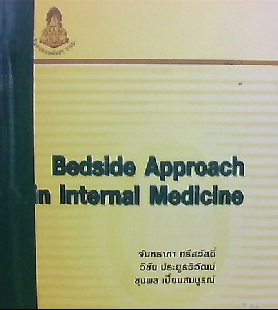 Bedside Approach
in Internal Medicine
จันทราภา ศรีสวัสดิ์
วิชัย ประยูรวิวัฒน์
ชุมพล เปี่ยมสมบูรณ์